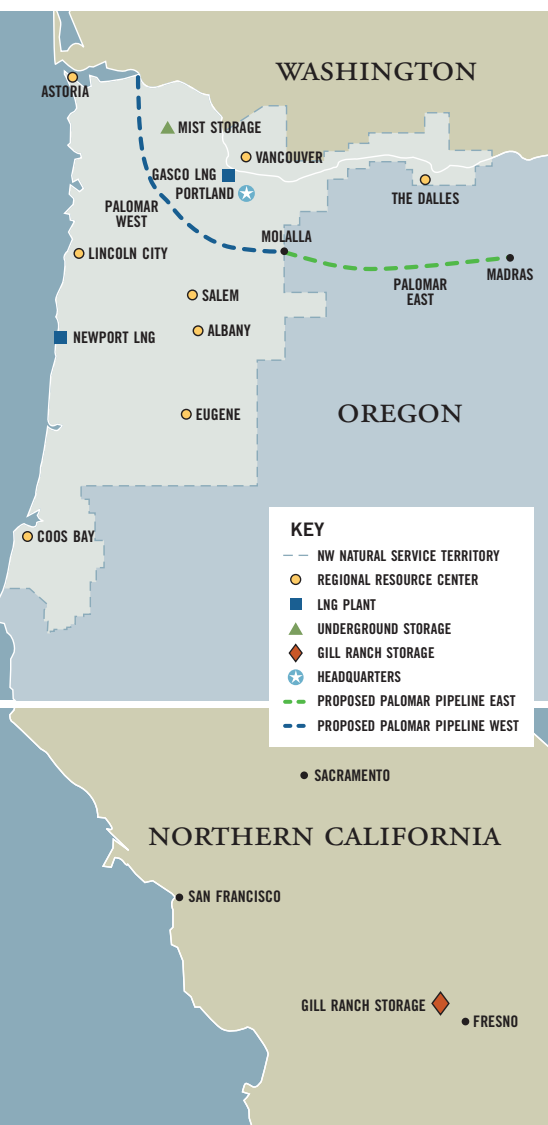 WASHINGTON
ASTORIA
MIST STORAGE
VANCOUVER
GASCO LNG
PORTLAND
THE DALLES
PALOMAR
WEST
MOLALLA
LINCOLN CITY
MADRAS
PALOMAR
EAST
SALEM
ALBANY
NEWPORT LNG
EUGENE
OREGON
COOS BAY
KEY
NW NATURAL SERVICE TERRITORY
REGIONAL RESOURCE CENTER
LNG PLANT
UNDERGROUND STORAGE
GILL RANCH STORAGE
HEADQUARTERS
PROPOSED PALOMAR PIPELINE EAST
PROPOSED PALOMAR PIPELINE WEST
SACRAMENTO
NORTHERN CALIFORNIA
SAN FRANCISCO
GILL RANCH STORAGE
FRESNO